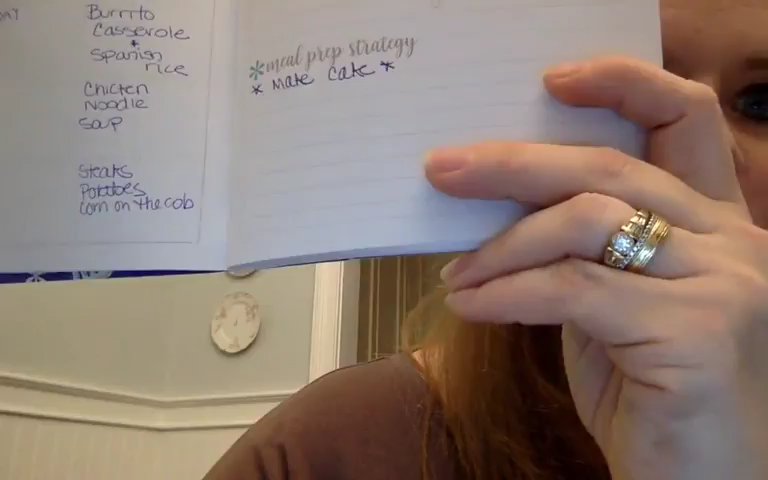 Burrito
Casserole
+
Spanish
rice
Chicken
Noodle
Soup
Steaks
Potatoes
Corn on the cob
*meal prep strategy
* Make Cake *